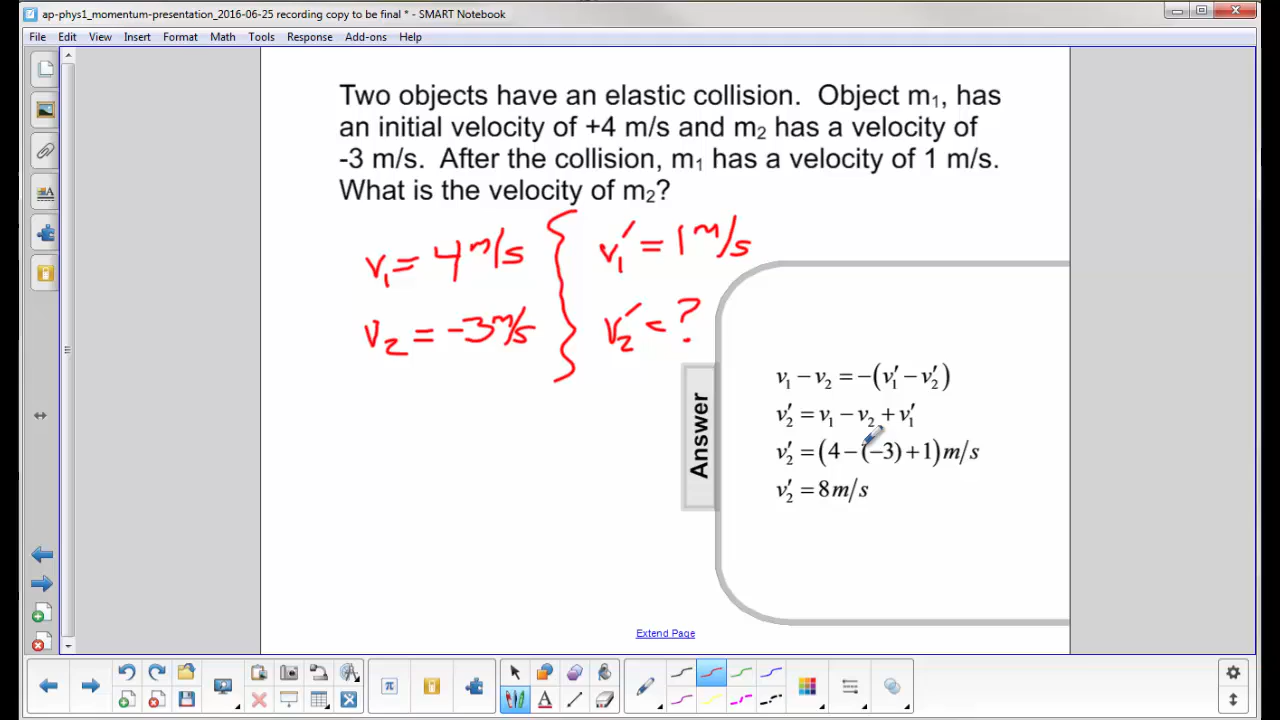 ap-phys1_momentum-presentation_2016-06-25 recording copy to be final * - SMART Notebook
File Edit View Insert Format Math Tools Response Add-ons Help
Two objects have an elastic collision. Object m₁, has
an initial velocity of +4 m/s and m₂ has a velocity of
-3 m/s. After the collision, m₁ has a velocity of 1 m/s.
What is the velocity of m₂?
v₁ = 4 m/s
v₁′ = 1 m/s
v₂ = -3 m/s
v₂′ = ?
Answer
v₁ − v₂ = −(v₁′ − v₂′)
v₂′ = v₁ − v₂ + v₁′
v₂′ = (4 − (−3) + 1) m/s
v₂′ = 8 m/s
Extend Page
π
A